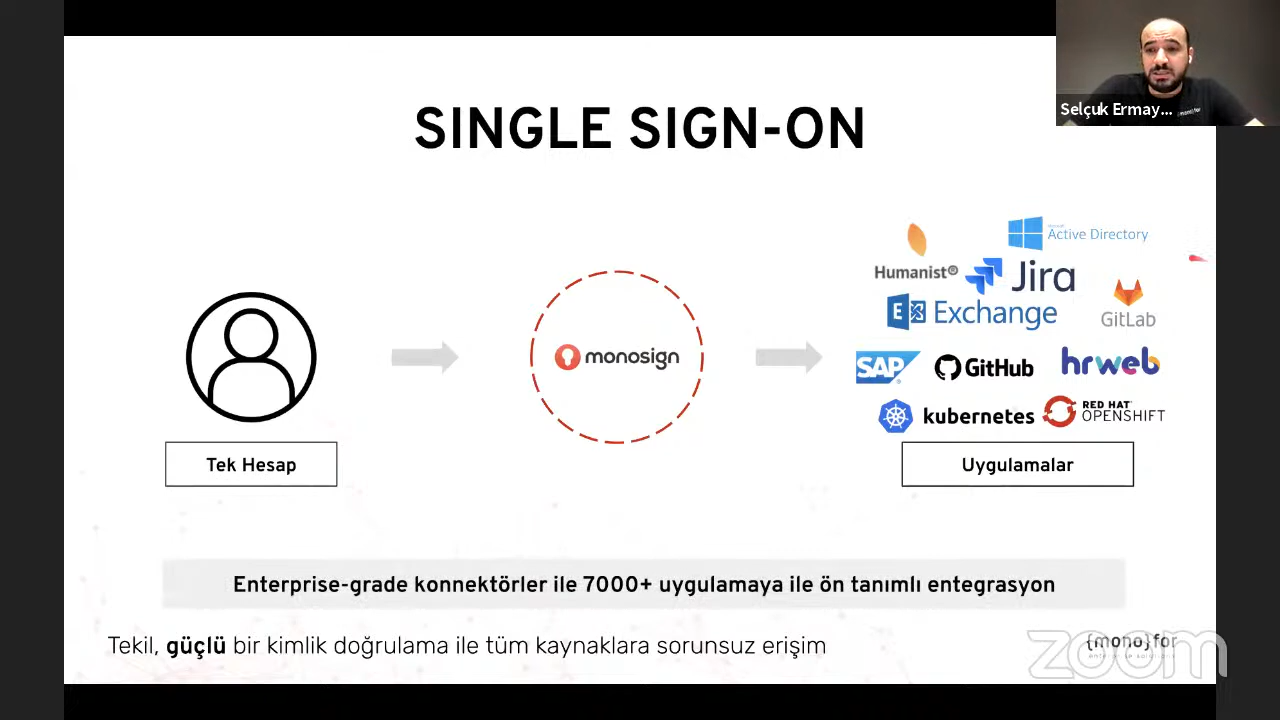 Selçuk Ermay...
SINGLE SIGN-ON
Active Directory
Humanist®
Jira
Exchange
GitLab
monosign
SAP
GitHub
hrweb
kubernetes
RED HAT®
OPENSHIFT
Tek Hesap
Uygulamalar
Enterprise-grade konnektörler ile 7000+ uygulamaya ile ön tanımlı entegrasyon
Tekil, güçlü bir kimlik doğrulama ile tüm kaynaklara sorunsuz erişim
{mono}for
zoom